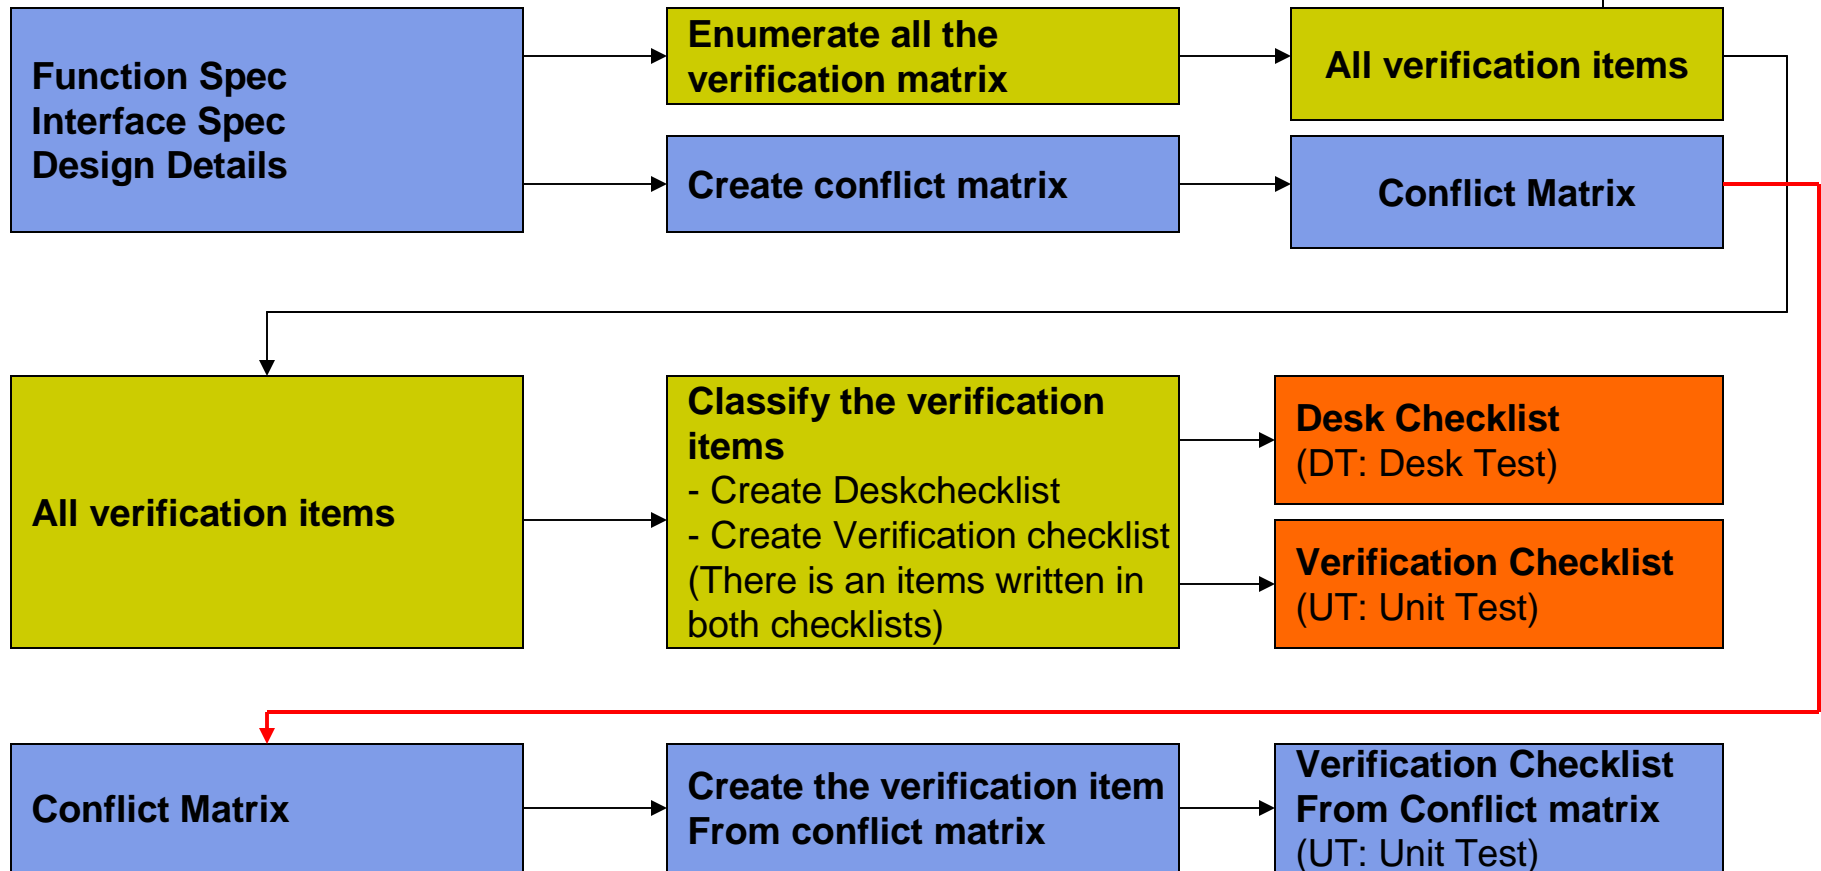 Function Spec
Interface Spec
Design Details
Enumerate all the
verification matrix
All verification items
Create conflict matrix
Conflict Matrix
All verification items
Classify the verification
items
- Create Deskchecklist
- Create Verification checklist
(There is an items written in
both checklists)
Desk Checklist
(DT: Desk Test)
Verification Checklist
(UT: Unit Test)
Conflict Matrix
Create the verification item
From conflict matrix
Verification Checklist
From Conflict matrix
(UT: Unit Test)